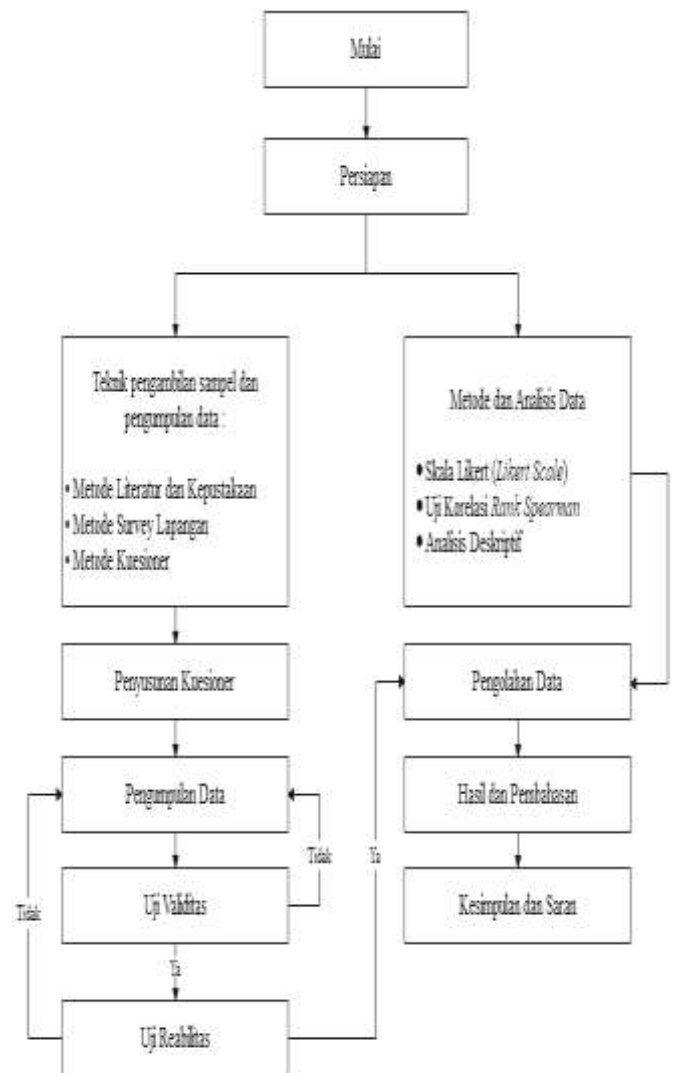 Mulai
Persiapan
Teknik pengambilan sampel dan
pengumpulan data :
• Metode Literatur dan Kepustakaan
• Metode Survey Lapangan
• Metode Kuesioner
Metode dan Analisis Data
• Skala Likert (Likert Scale)
• Uji Korelasi Rank Spearman
• Analisis Deskriptif
Penyusunan Kuesioner
Pengolahan Data
Pengumpulan Data
Hasil dan Pembahasan
Tidak
Ya
Tidak
Uji Validitas
Kesimpulan dan Saran
Ya
Uji Reabilitas